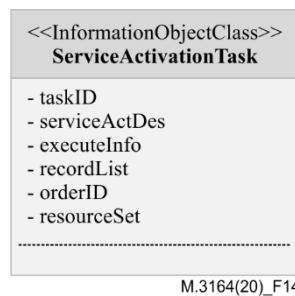 <<InformationObjectClass>>
ServiceActivationTask
- taskID
- serviceActDes
- executeInfo
- recordList
- orderID
- resourceSet
M.3164(20)_F14